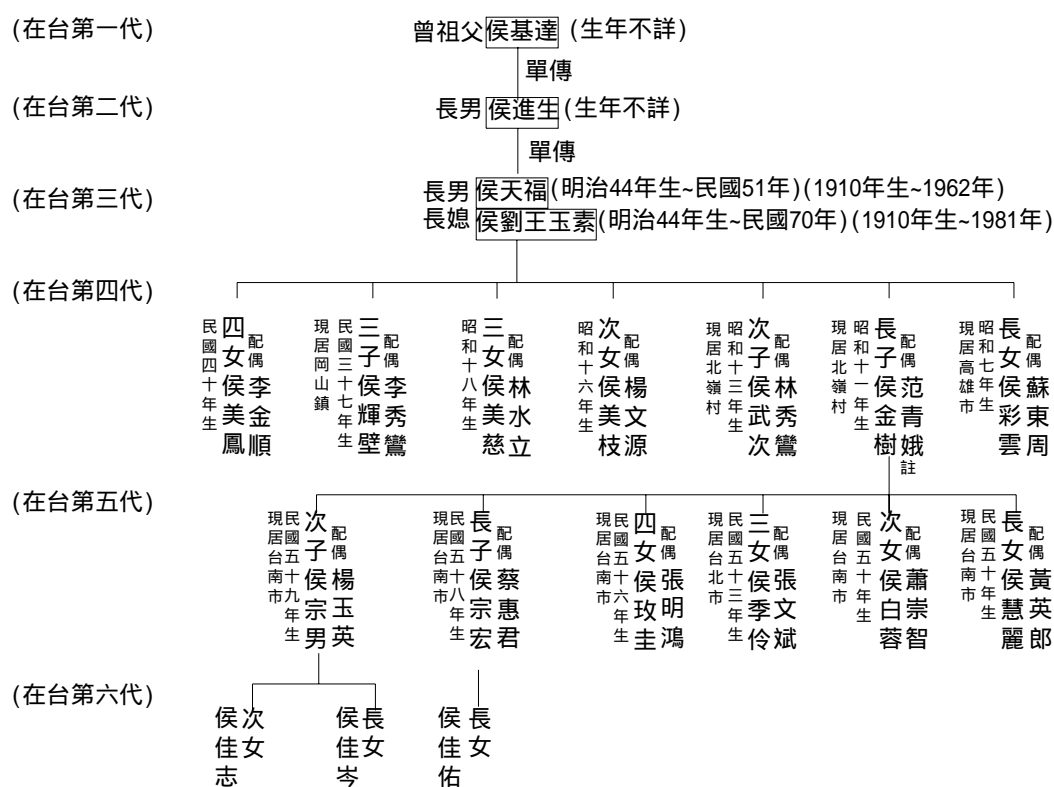 (在台第一代)
曾祖父侯基達 (生年不詳)
單傳
(在台第二代)
長男侯進生(生年不詳)
單傳
(在台第三代)
長男侯天福(明治44年生~民國51年)(1910年生~1962年)
長媳侯劉王玉素(明治44年生~民國70年)(1910年生~1981年)
(在台第四代)
配偶蘇東周
長女侯彩雲
昭和七年生
現居高雄市
配偶范青娥註
長子侯金樹
昭和十一年生
現居北嶺村
配偶林秀鸞
次子侯武次
昭和十三年生
現居北嶺村
配偶楊文源
次女侯美枝
昭和十六年生
配偶林水立
三女侯美慈
昭和十八年生
配偶李秀鸞
三子侯輝壁
民國三十七年生
現居岡山鎮
配偶李金順
四女侯美鳳
民國四十年生
(在台第五代)
配偶黃英郎
長女侯慧麗
民國五十年生
現居台南市
配偶蕭崇智
次女侯白蓉
民國五十年生
現居台南市
配偶張文斌
三女侯季伶
民國五十三年生
現居台北市
配偶張明鴻
四女侯玫圭
民國五十六年生
現居台南市
配偶蔡惠君
長子侯宗宏
民國五十八年生
現居台南市
配偶楊玉英
次子侯宗男
民國五十九年生
現居台南市
(在台第六代)
長女
侯佳佑
長女
侯佳岑
次女
侯佳志